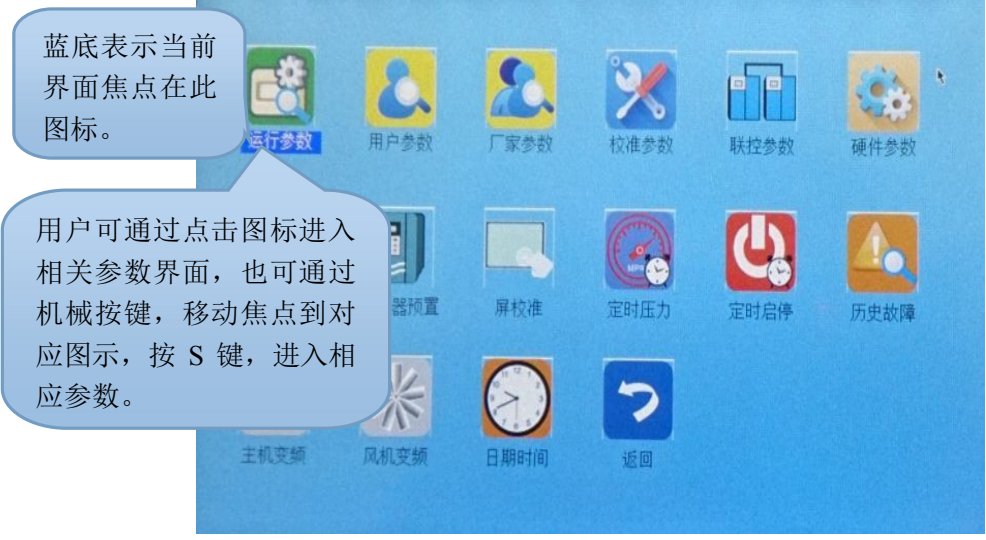 蓝底表示当前
界面焦点在此
图标。
运行参数
用户参数
厂家参数
校准参数
联控参数
硬件参数
用户可通过点击图标进入
相关参数界面，也可通过
机械按键，移动焦点到对
应图示，按 S 键，进入相
应参数。
器预置
屏校准
定时压力
定时启停
历史故障
主机变频
风机变频
日期时间
返回